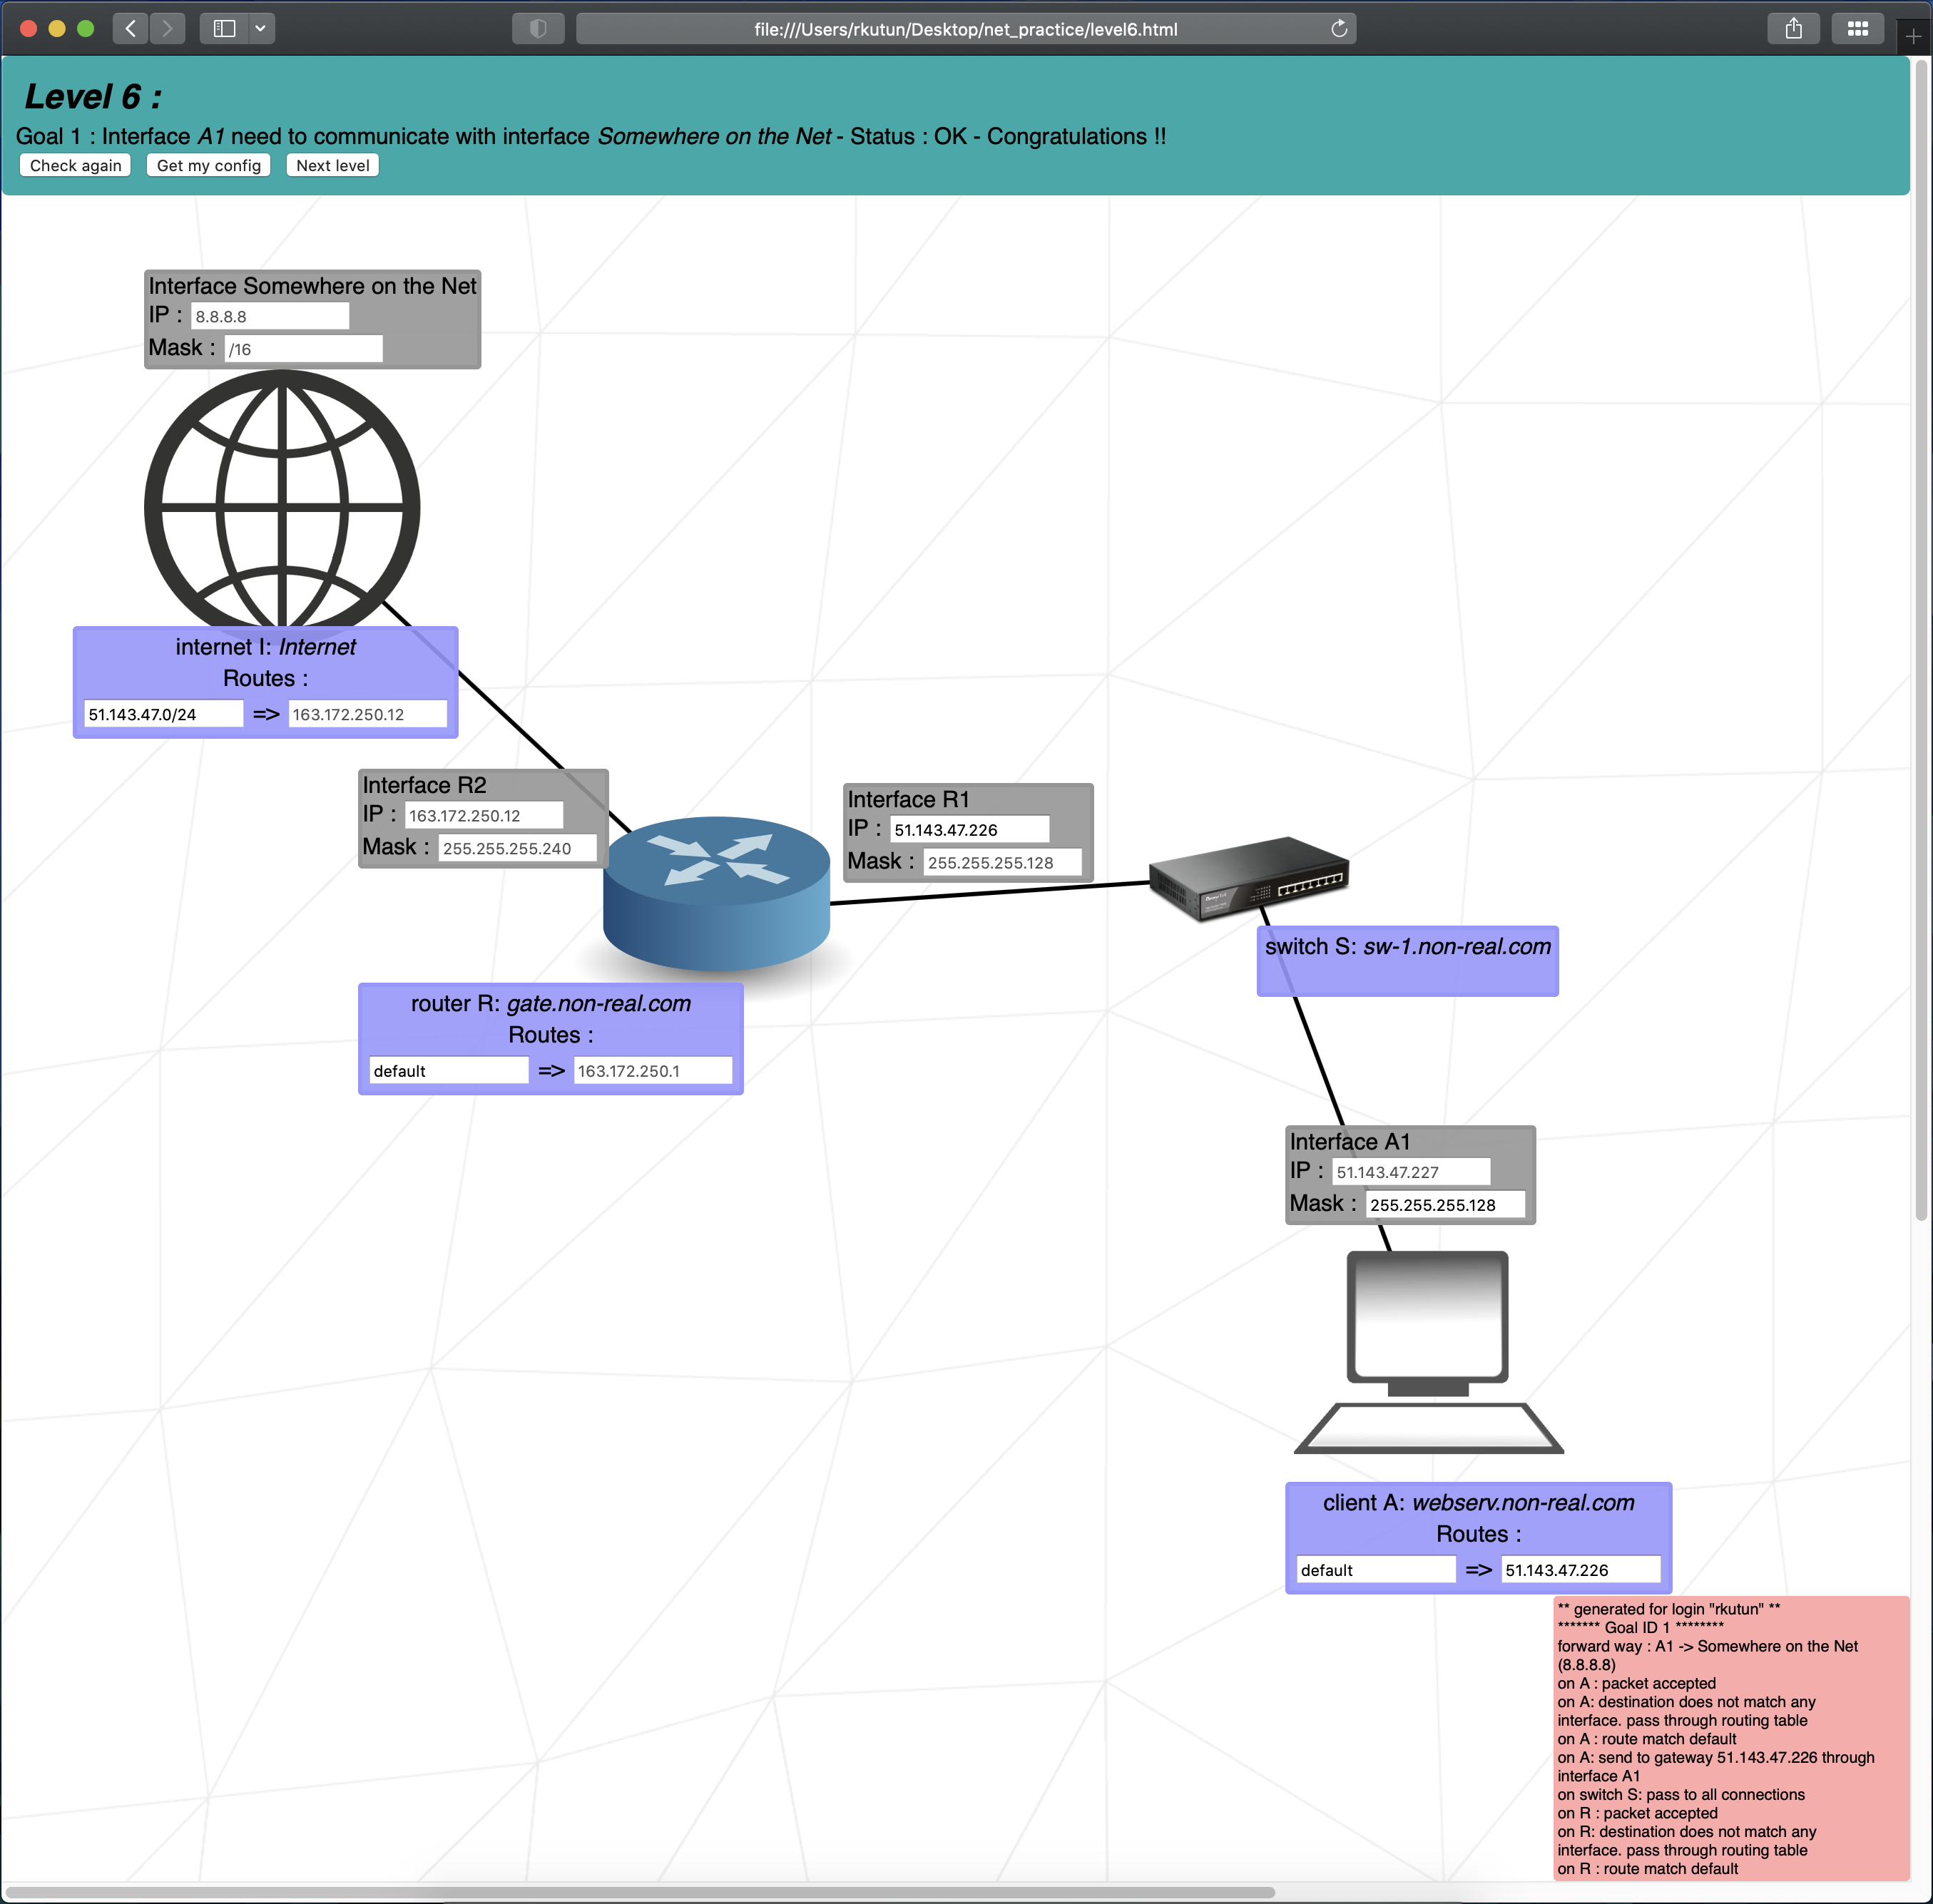 file:///Users/rkutun/Desktop/net_practice/level6.html
Level 6 :
Goal 1 : Interface A1 need to communicate with interface Somewhere on the Net - Status : OK - Congratulations !!
Check again Get my config Next level
Interface Somewhere on the Net
IP : 8.8.8.8
Mask : /16
internet I: Internet
Routes :
51.143.47.0/24 => 163.172.250.12
Interface R2
IP : 163.172.250.12
Mask : 255.255.255.240
Interface R1
IP : 51.143.47.226
Mask : 255.255.255.128
switch S: sw-1.non-real.com
router R: gate.non-real.com
Routes :
default => 163.172.250.1
Interface A1
IP : 51.143.47.227
Mask : 255.255.255.128
client A: webserv.non-real.com
Routes :
default => 51.143.47.226
** generated for login "rkutun" **
******* Goal ID 1 ********
forward way : A1 -> Somewhere on the Net
(8.8.8.8)
on A : packet accepted
on A: destination does not match any
interface. pass through routing table
on A : route match default
on A: send to gateway 51.143.47.226 through
interface A1
on switch S: pass to all connections
on R : packet accepted
on R: destination does not match any
interface. pass through routing table
on R : route match default